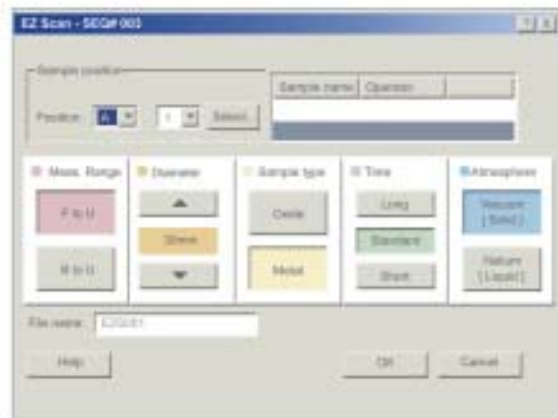 EZ Scan - SEQ# 003
Sample position
Sample name Operator
Position A 1 Select...
Meas. Range Diameter Sample type Time Atmosphere
F to U Oxide Long Vacuum
[ Solid ]
30mm Standard
B to U Metal Short Helium
[ Liquid ]
File name:
Help OK Cancel